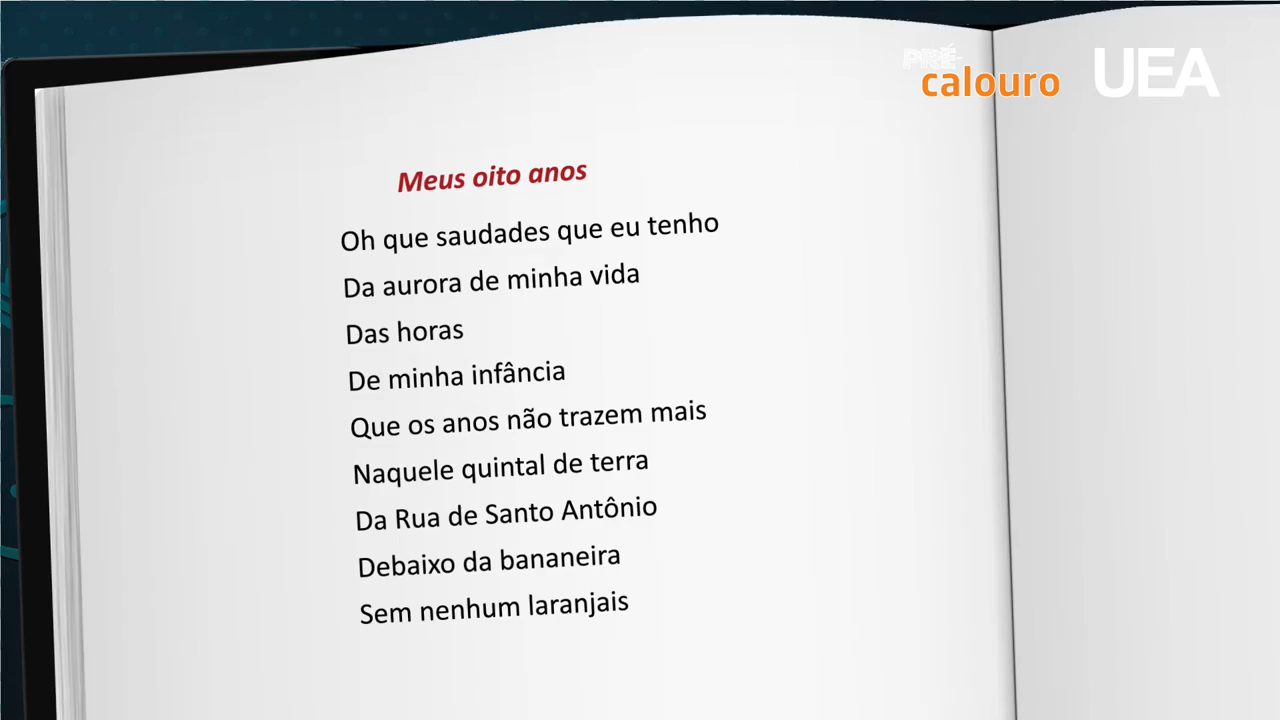 PRÉ-
calouro
UEA
Meus oito anos
Oh que saudades que eu tenho
Da aurora de minha vida
Das horas
De minha infância
Que os anos não trazem mais
Naquele quintal de terra
Da Rua de Santo Antônio
Debaixo da bananeira
Sem nenhum laranjais